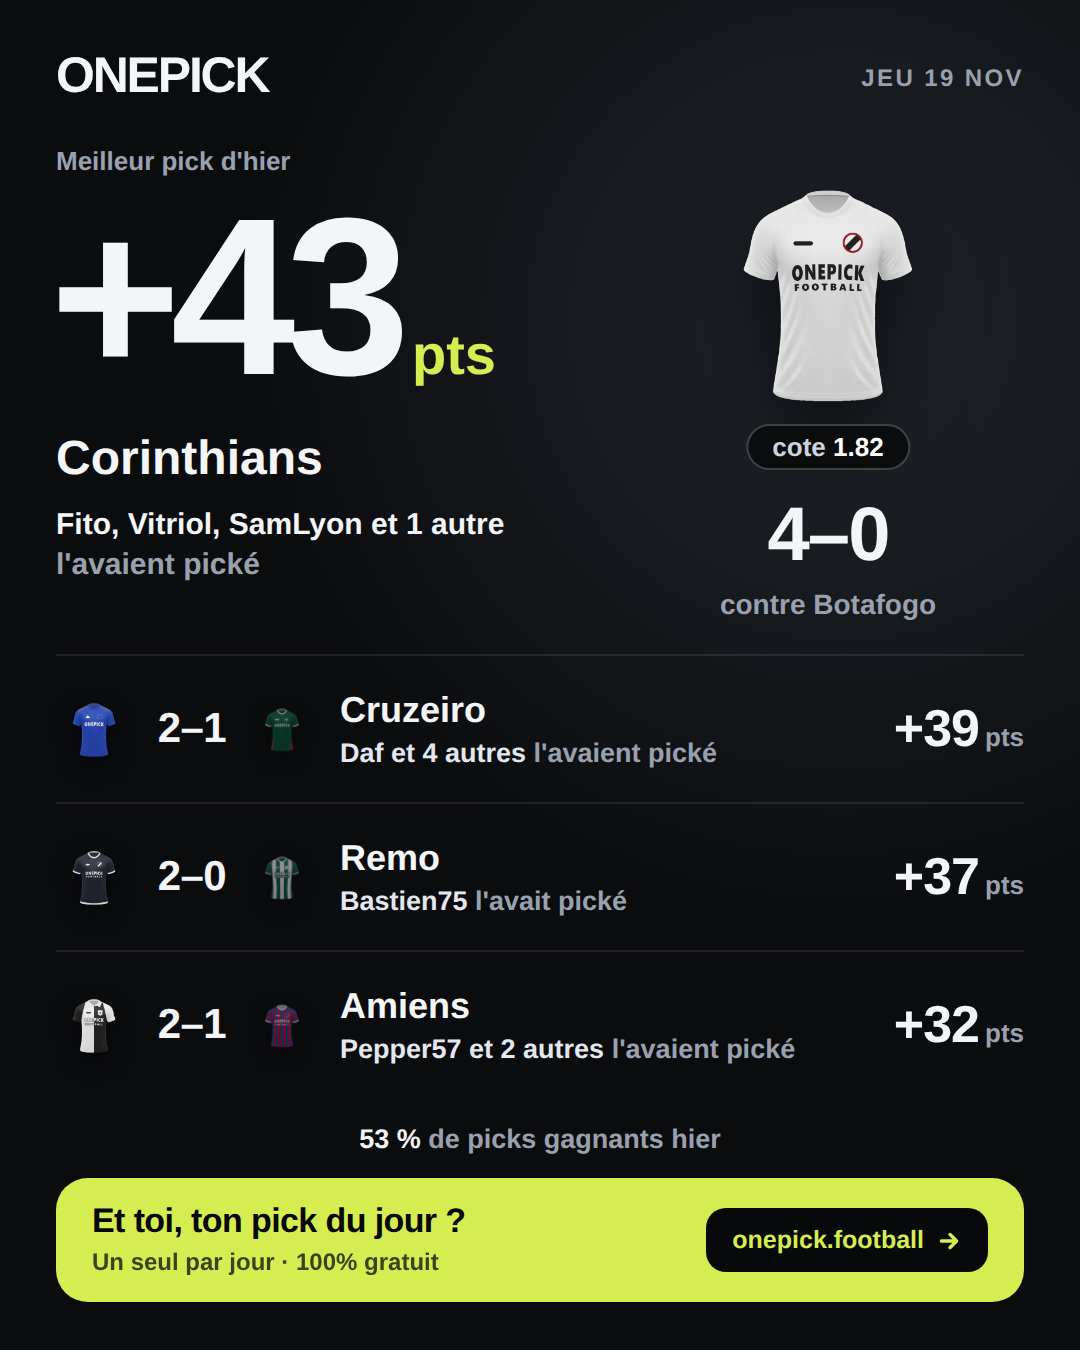 ONEPICK
JEU 19 NOV
Meilleur pick d'hier
+43 pts
ONEPICK
FOOTBALL
cote 1.82
Corinthians
4–0
Fito, Vitriol, SamLyon et 1 autre
l'avaient pické
contre Botafogo
ONEPICK
2–1
Cruzeiro
Daf et 4 autres l'avaient pické
+39 pts
2–0
Remo
Bastien75 l'avait pické
+37 pts
2–1
Amiens
Pepper57 et 2 autres l'avaient pické
+32 pts
53 % de picks gagnants hier
Et toi, ton pick du jour ?
Un seul par jour · 100% gratuit
onepick.football →